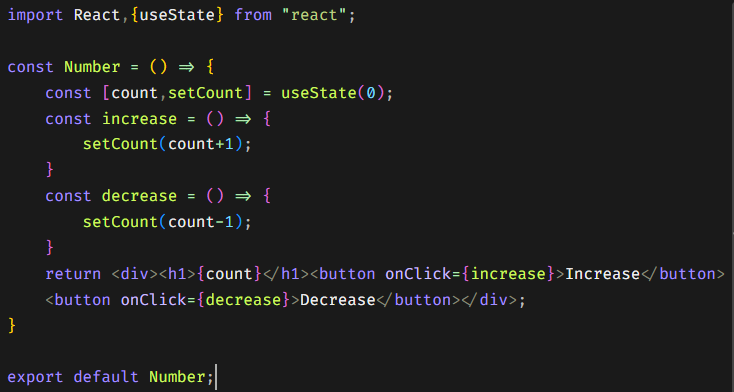 import React,{useState} from "react";

const Number = () => {
    const [count,setCount] = useState(0);
    const increase = () => {
        setCount(count+1);
    }
    const decrease = () => {
        setCount(count-1);
    }
    return <div><h1>{count}</h1><button onClick={increase}>Increase</button>
    <button onClick={decrease}>Decrease</button></div>;
}

export default Number;